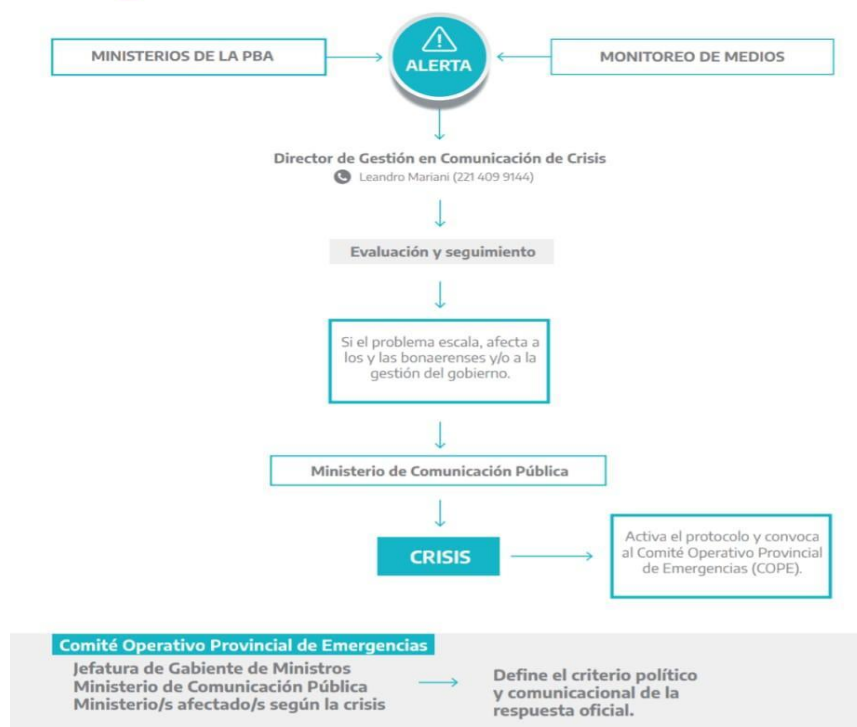 MINISTERIOS DE LA PBA
ALERTA
MONITOREO DE MEDIOS
Director de Gestión en Comunicación de Crisis
Leandro Mariani (221 409 9144)
Evaluación y seguimiento
Si el problema escala, afecta a
los y las bonaerenses y/o a la
gestión del gobierno.
Ministerio de Comunicación Pública
CRISIS
Activa el protocolo y convoca
al Comité Operativo Provincial
de Emergencias (COPE).
Comité Operativo Provincial de Emergencias
Jefatura de Gabiente de Ministros
Ministerio de Comunicación Pública
Ministerio/s afectado/s según la crisis
Define el criterio político
y comunicacional de la
respuesta oficial.